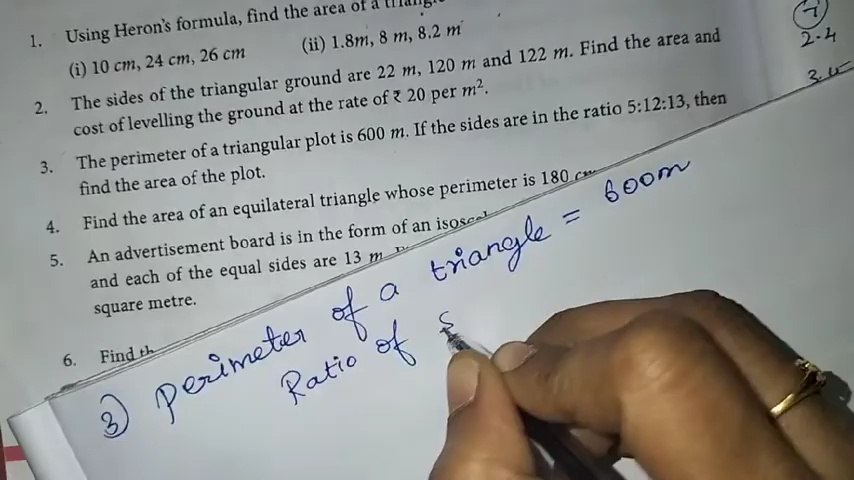 1. Using Heron's formula, find the area of a
(i) 10 cm, 24 cm, 26 cm (ii) 1.8m, 8 m, 8.2 m
2. The sides of the triangular ground are 22 m, 120 m and 122 m. Find the area and
cost of levelling the ground at the rate of ₹ 20 per m².
3. The perimeter of a triangular plot is 600 m. If the sides are in the ratio 5:12:13, then
find the area of the plot.
4. Find the area of an equilateral triangle whose perimeter is 180 cm
5. An advertisement board is in the form of an
and each of the equal sides are 13 m
square metre.
6. Find
7
2.4
3) Perimeter of a triangle = 600m
Ratio of s